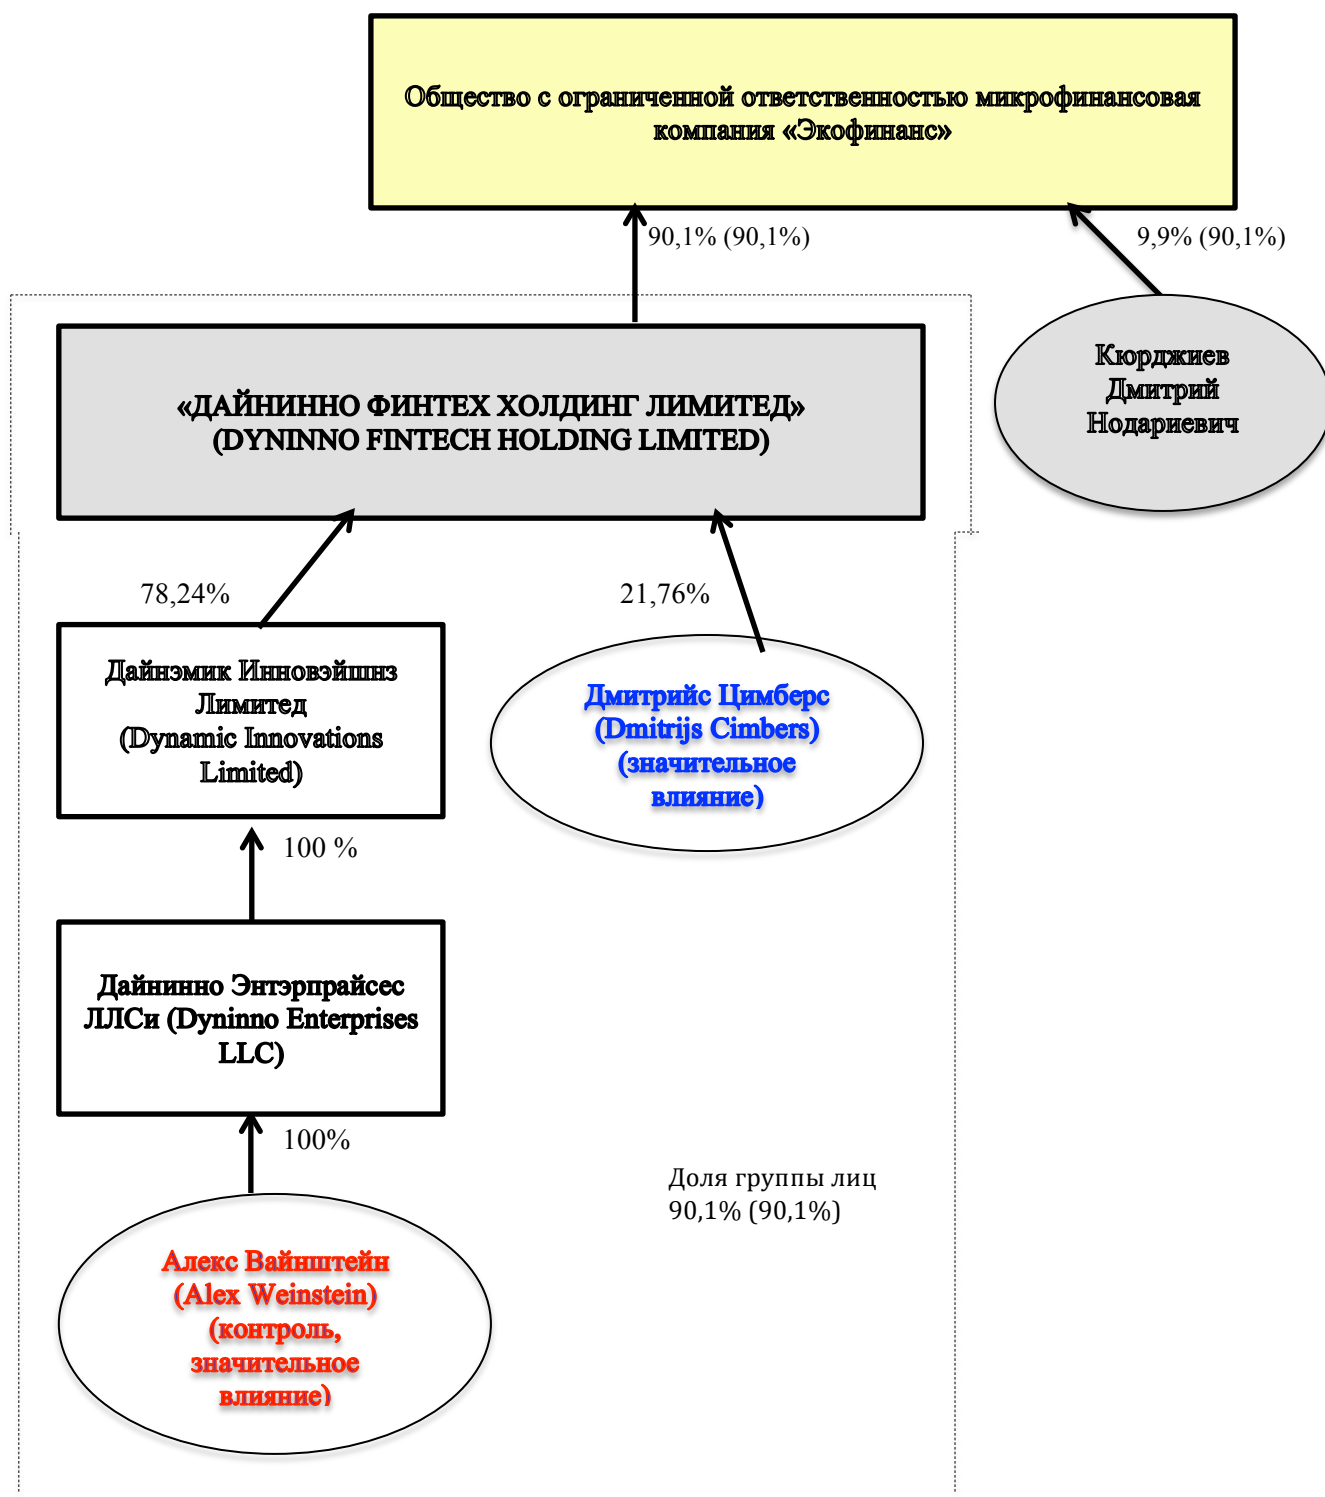 Общество с ограниченной ответственностью микрофинансовая
компания «Экофинанс»
90,1% (90,1%)
9,9% (90,1%)
«ДАЙНИННО ФИНТЕХ ХОЛДИНГ ЛИМИТЕД»
(DYNINNO FINTECH HOLDING LIMITED)
Кюрджиев
Дмитрий
Нодариевич
78,24%
21,76%
Дайнэмик Инновэйшнз
Лимитед
(Dynamic Innovations
Limited)
Дмитрийс Цимберс
(Dmitrijs Cimbers)
(значительное
влияние)
100 %
Дайнинно Энтэрпрайсес
ЛЛСи (Dyninno Enterprises
LLC)
100%
Доля группы лиц
90,1% (90,1%)
Алекс Вайнштейн
(Alex Weinstein)
(контроль,
значительное
влияние)